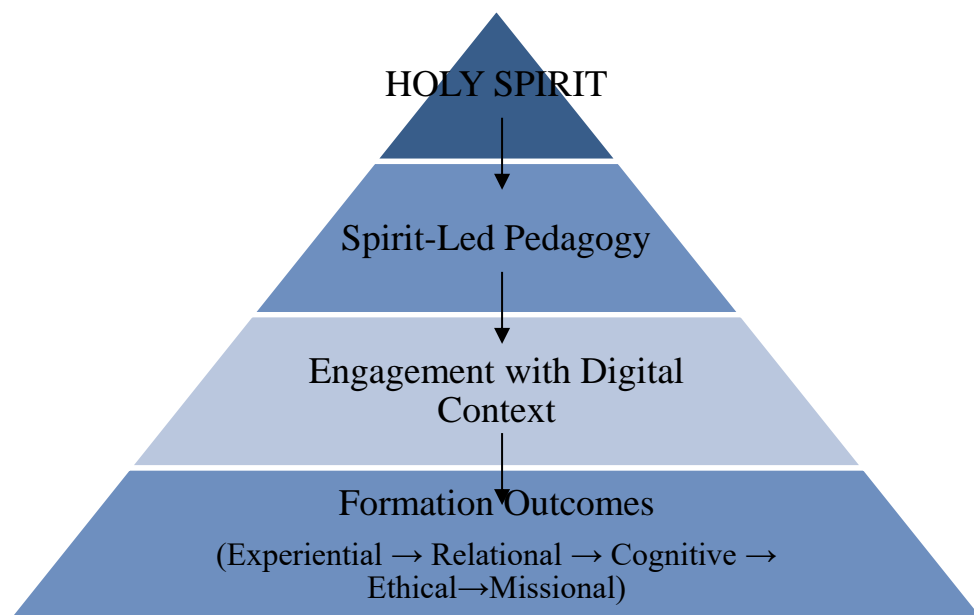 HOLY SPIRIT
Spirit-Led Pedagogy
Engagement with Digital
Context
Formation Outcomes
(Experiential → Relational → Cognitive →
Ethical→Missional)